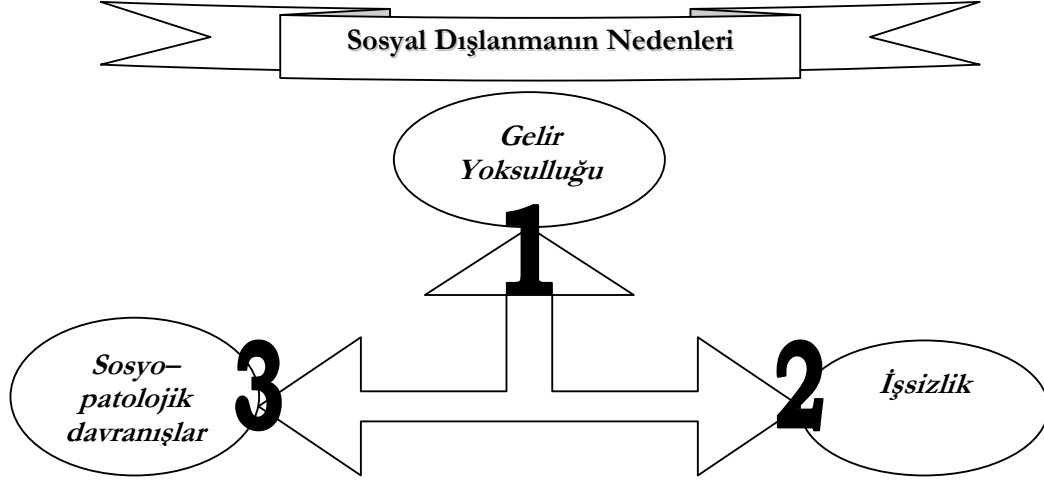 Sosyal Dışlanmanın Nedenleri
Gelir
Yoksulluğu
1
3
Sosyo–
patolojik
davranışlar
2
İşsizlik